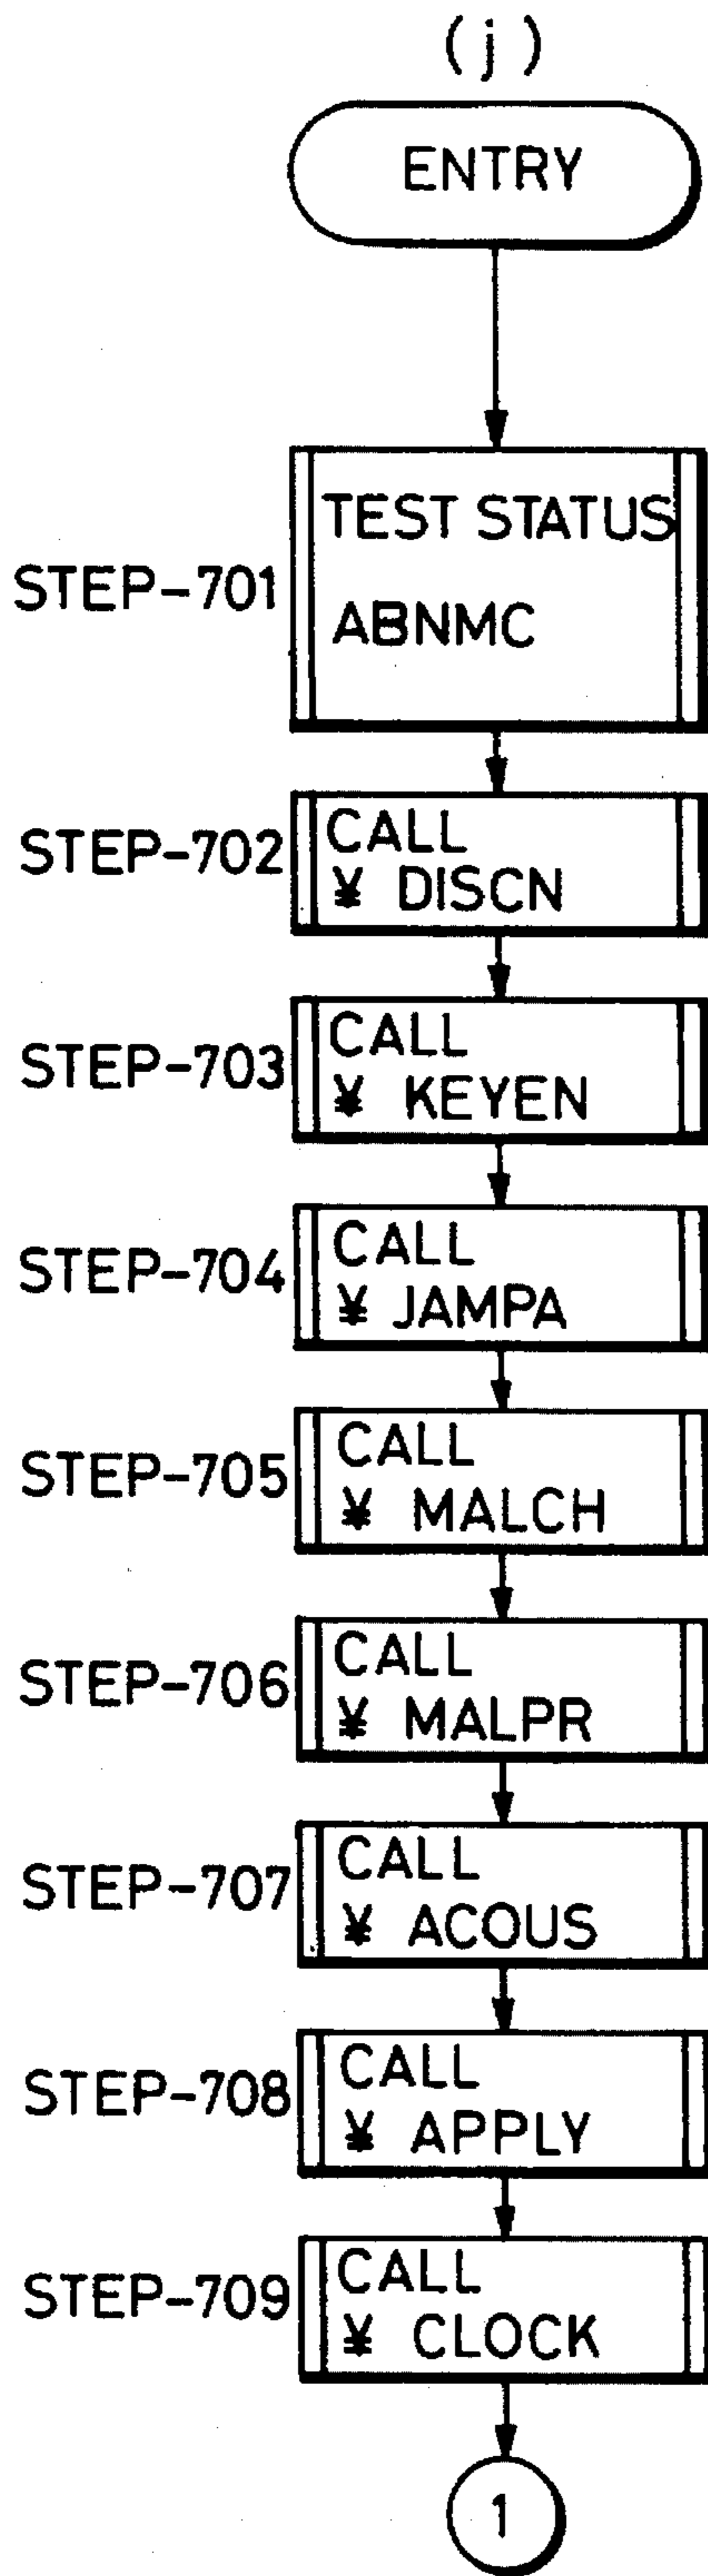 (j)
ENTRY
STEP-701
TEST STATUS
ABNMC
STEP-702
CALL
¥ DISCN
STEP-703
CALL
¥ KEYEN
STEP-704
CALL
¥ JAMPA
STEP-705
CALL
¥ MALCH
STEP-706
CALL
¥ MALPR
STEP-707
CALL
¥ ACOUS
STEP-708
CALL
¥ APPLY
STEP-709
CALL
¥ CLOCK
1